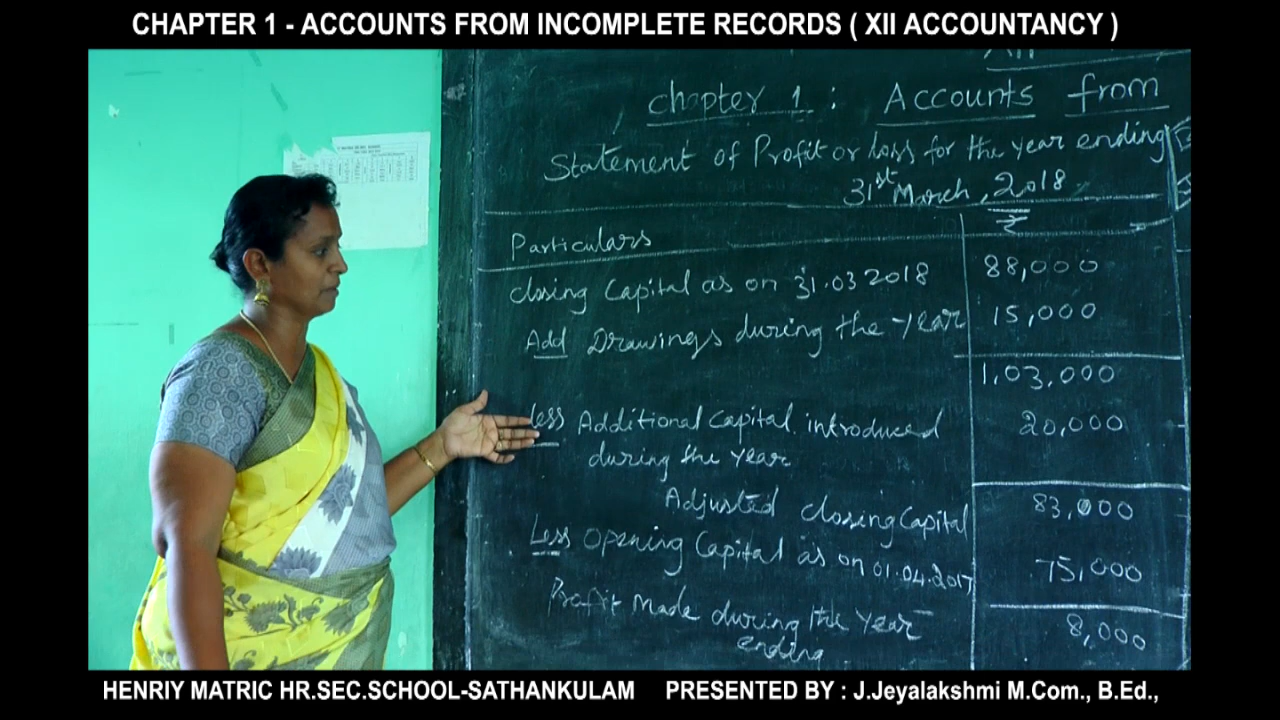 CHAPTER 1 - ACCOUNTS FROM INCOMPLETE RECORDS ( XII ACCOUNTANCY )
chapter 1 : Accounts from
Statement of Profit or loss for the year ending
31st March, 2018
Particulars ₹
closing Capital as on 31.03 2018 88,000
Add Drawings during the year 15,000
1,03,000
Less Additional Capital introduced 20,000
during the year
Adjusted closing Capital 83,000
Less Opening Capital as on 01.04.2017 75,000
Profit Made during the Year 8,000
ending
HENRIY MATRIC HR.SEC.SCHOOL-SATHANKULAM PRESENTED BY : J.Jeyalakshmi M.Com., B.Ed.,